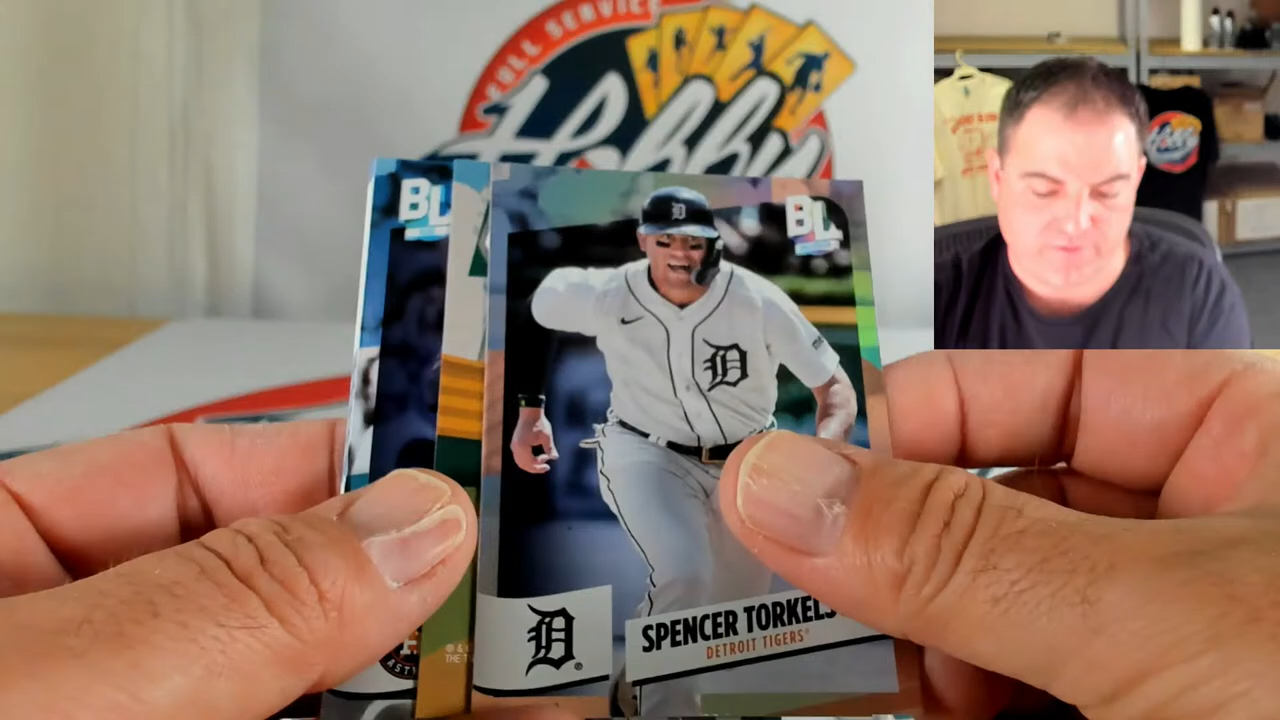 FULL SERVICE
Hobby
BL
BL
D
D
D
SPENCER TORKELS
DETROIT TIGERS®